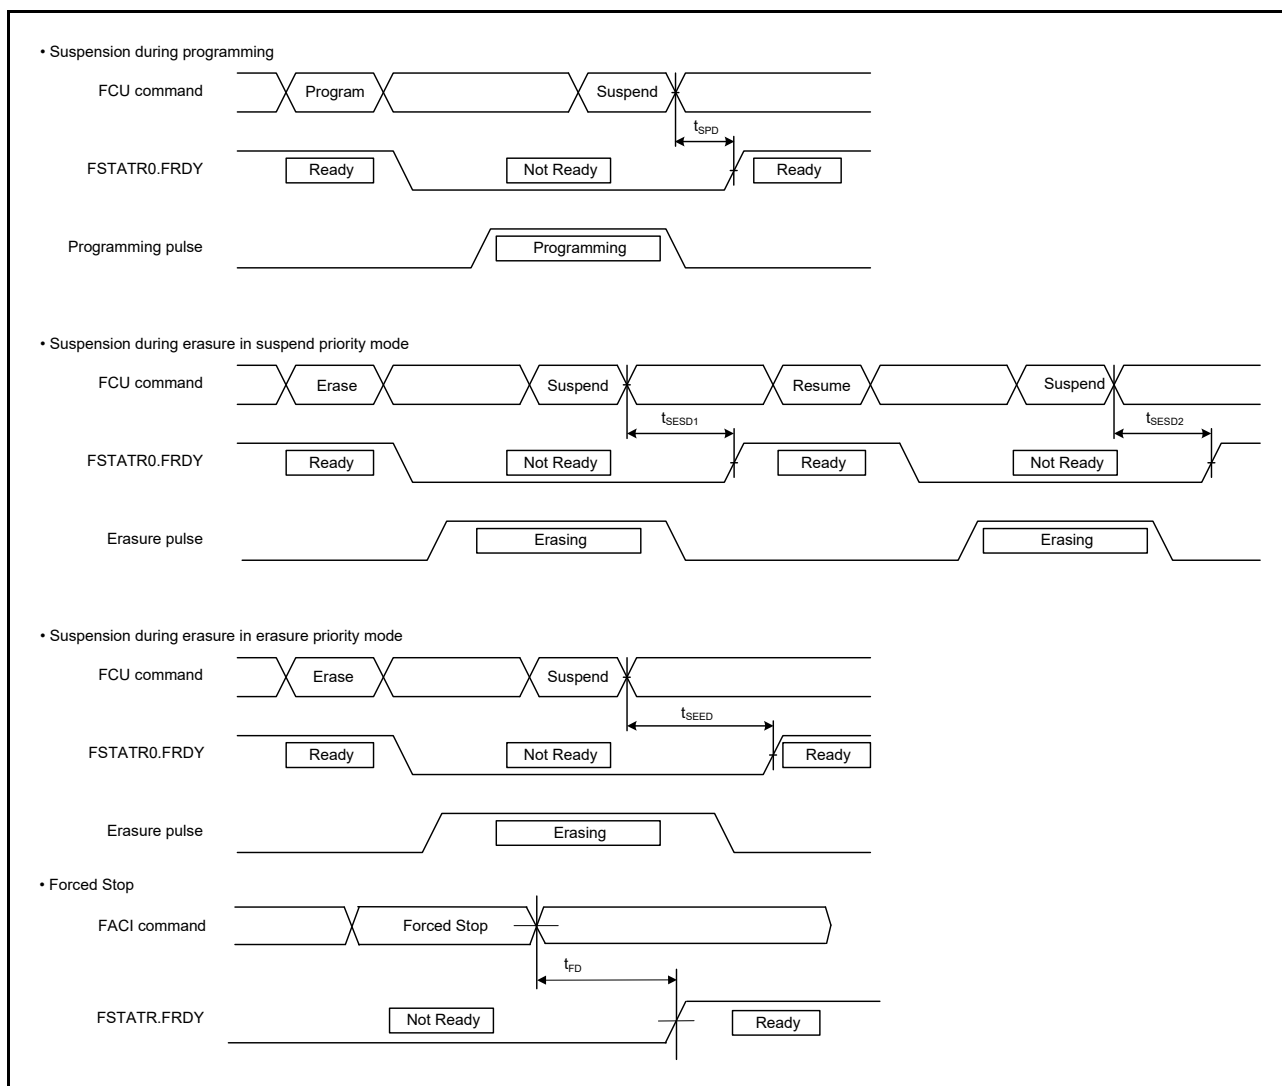 • Suspension during programming
FCU command Program Suspend
tSPD
FSTATR0.FRDY Ready Not Ready Ready
Programming pulse Programming
• Suspension during erasure in suspend priority mode
FCU command Erase Suspend Resume Suspend
tSESD1 tSESD2
FSTATR0.FRDY Ready Not Ready Ready Not Ready
Erasure pulse Erasing Erasing
• Suspension during erasure in erasure priority mode
FCU command Erase Suspend
tSEED
FSTATR0.FRDY Ready Not Ready Ready
Erasure pulse Erasing
• Forced Stop
FACI command Forced Stop
tFD
FSTATR.FRDY Not Ready Ready